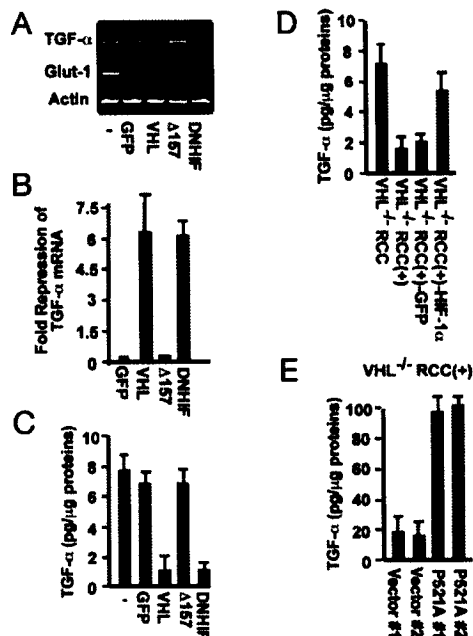 A
TGF-α
Glut-1
Actin
-
GFP
VHL
Δ157
DNHIF
B
Fold Repression of
TGF-α mRNA
7.5
6
4.5
3
1.5
0
GFP
VHL
Δ157
DNHIF
C
TGF-α (pg/μg proteins)
10
8
6
4
2
0
-
GFP
VHL
Δ157
DNHIF
D
TGF-α (pg/μg proteins)
10
8
6
4
2
0
VHL-/- RCC
VHL-/- RCC(+)
VHL-/- RCC(+)-GFP
VHL-/- RCC(+)-HIF-1α
E
VHL-/- RCC(+)
TGF-α (pg/μg proteins)
100
80
60
40
20
0
Vector #1
Vector #2
P521A #1
P521A #2